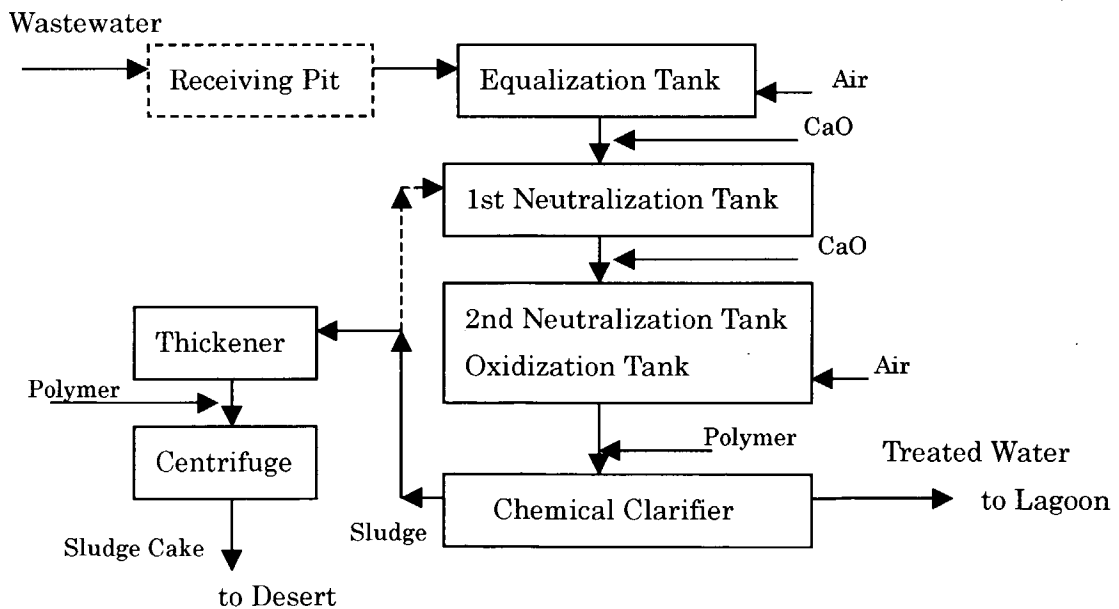 Wastewater
Receiving Pit
Equalization Tank
Air
CaO
1st Neutralization Tank
CaO
2nd Neutralization Tank
Oxidization Tank
Air
Thickener
Polymer
Centrifuge
Polymer
Treated Water
to Lagoon
Chemical Clarifier
Sludge
Sludge Cake
to Desert